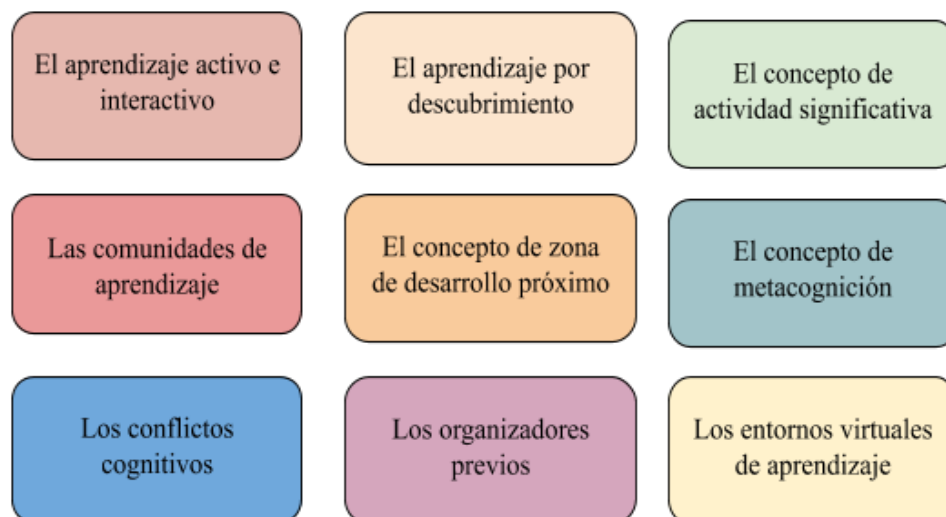 El aprendizaje activo e
interactivo
El aprendizaje por
descubrimiento
El concepto de
actividad significativa
Las comunidades de
aprendizaje
El concepto de zona
de desarrollo próximo
El concepto de
metacognición
Los conflictos
cognitivos
Los organizadores
previos
Los entornos virtuales
de aprendizaje